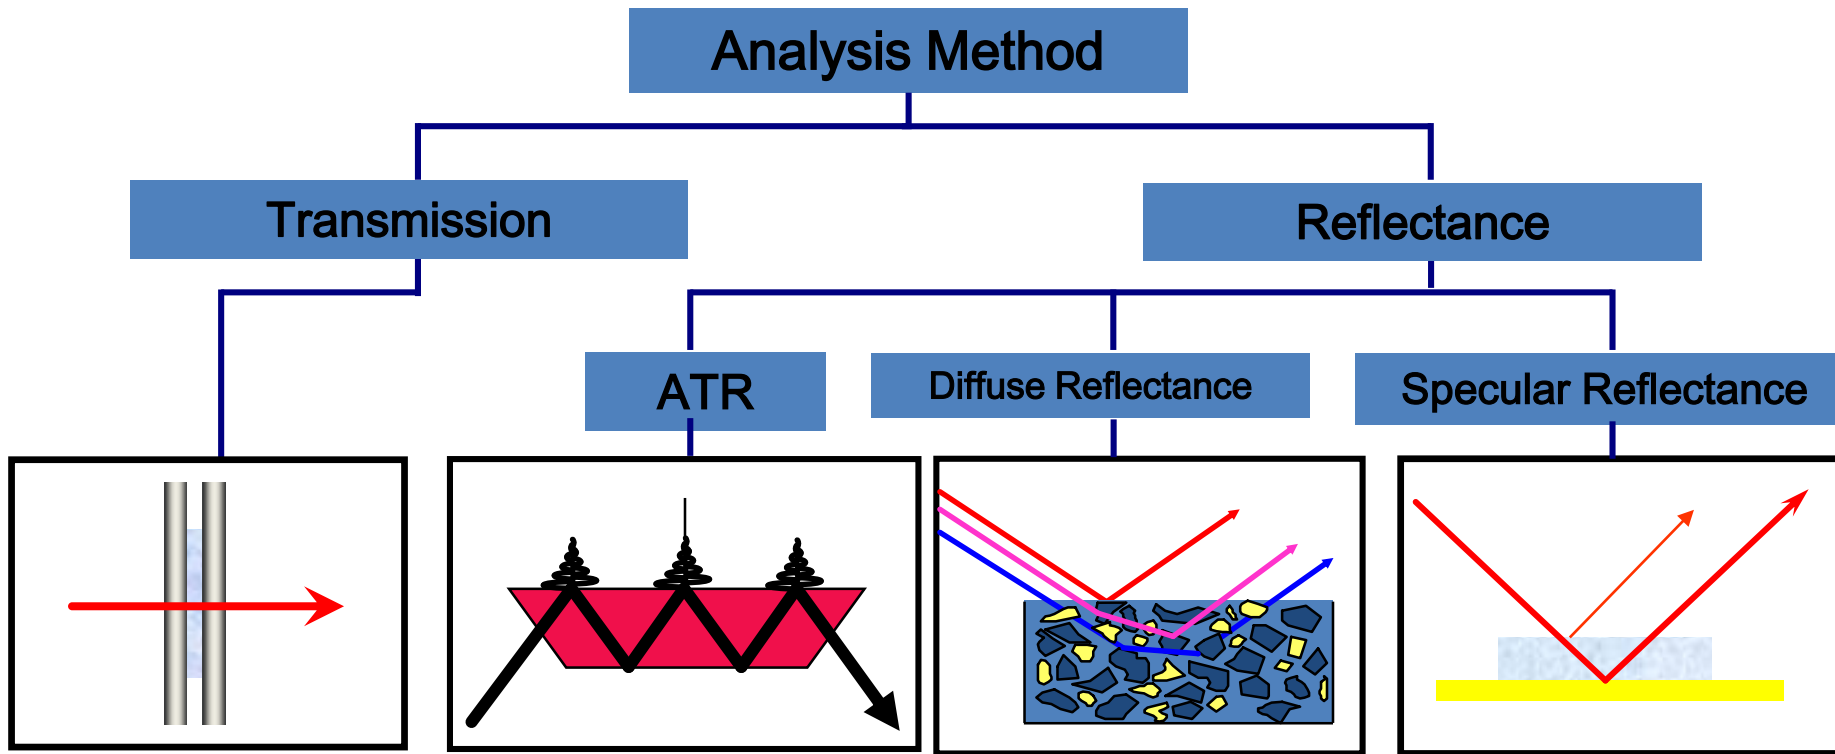 Analysis Method
Transmission
Reflectance
ATR
Diffuse Reflectance
Specular Reflectance